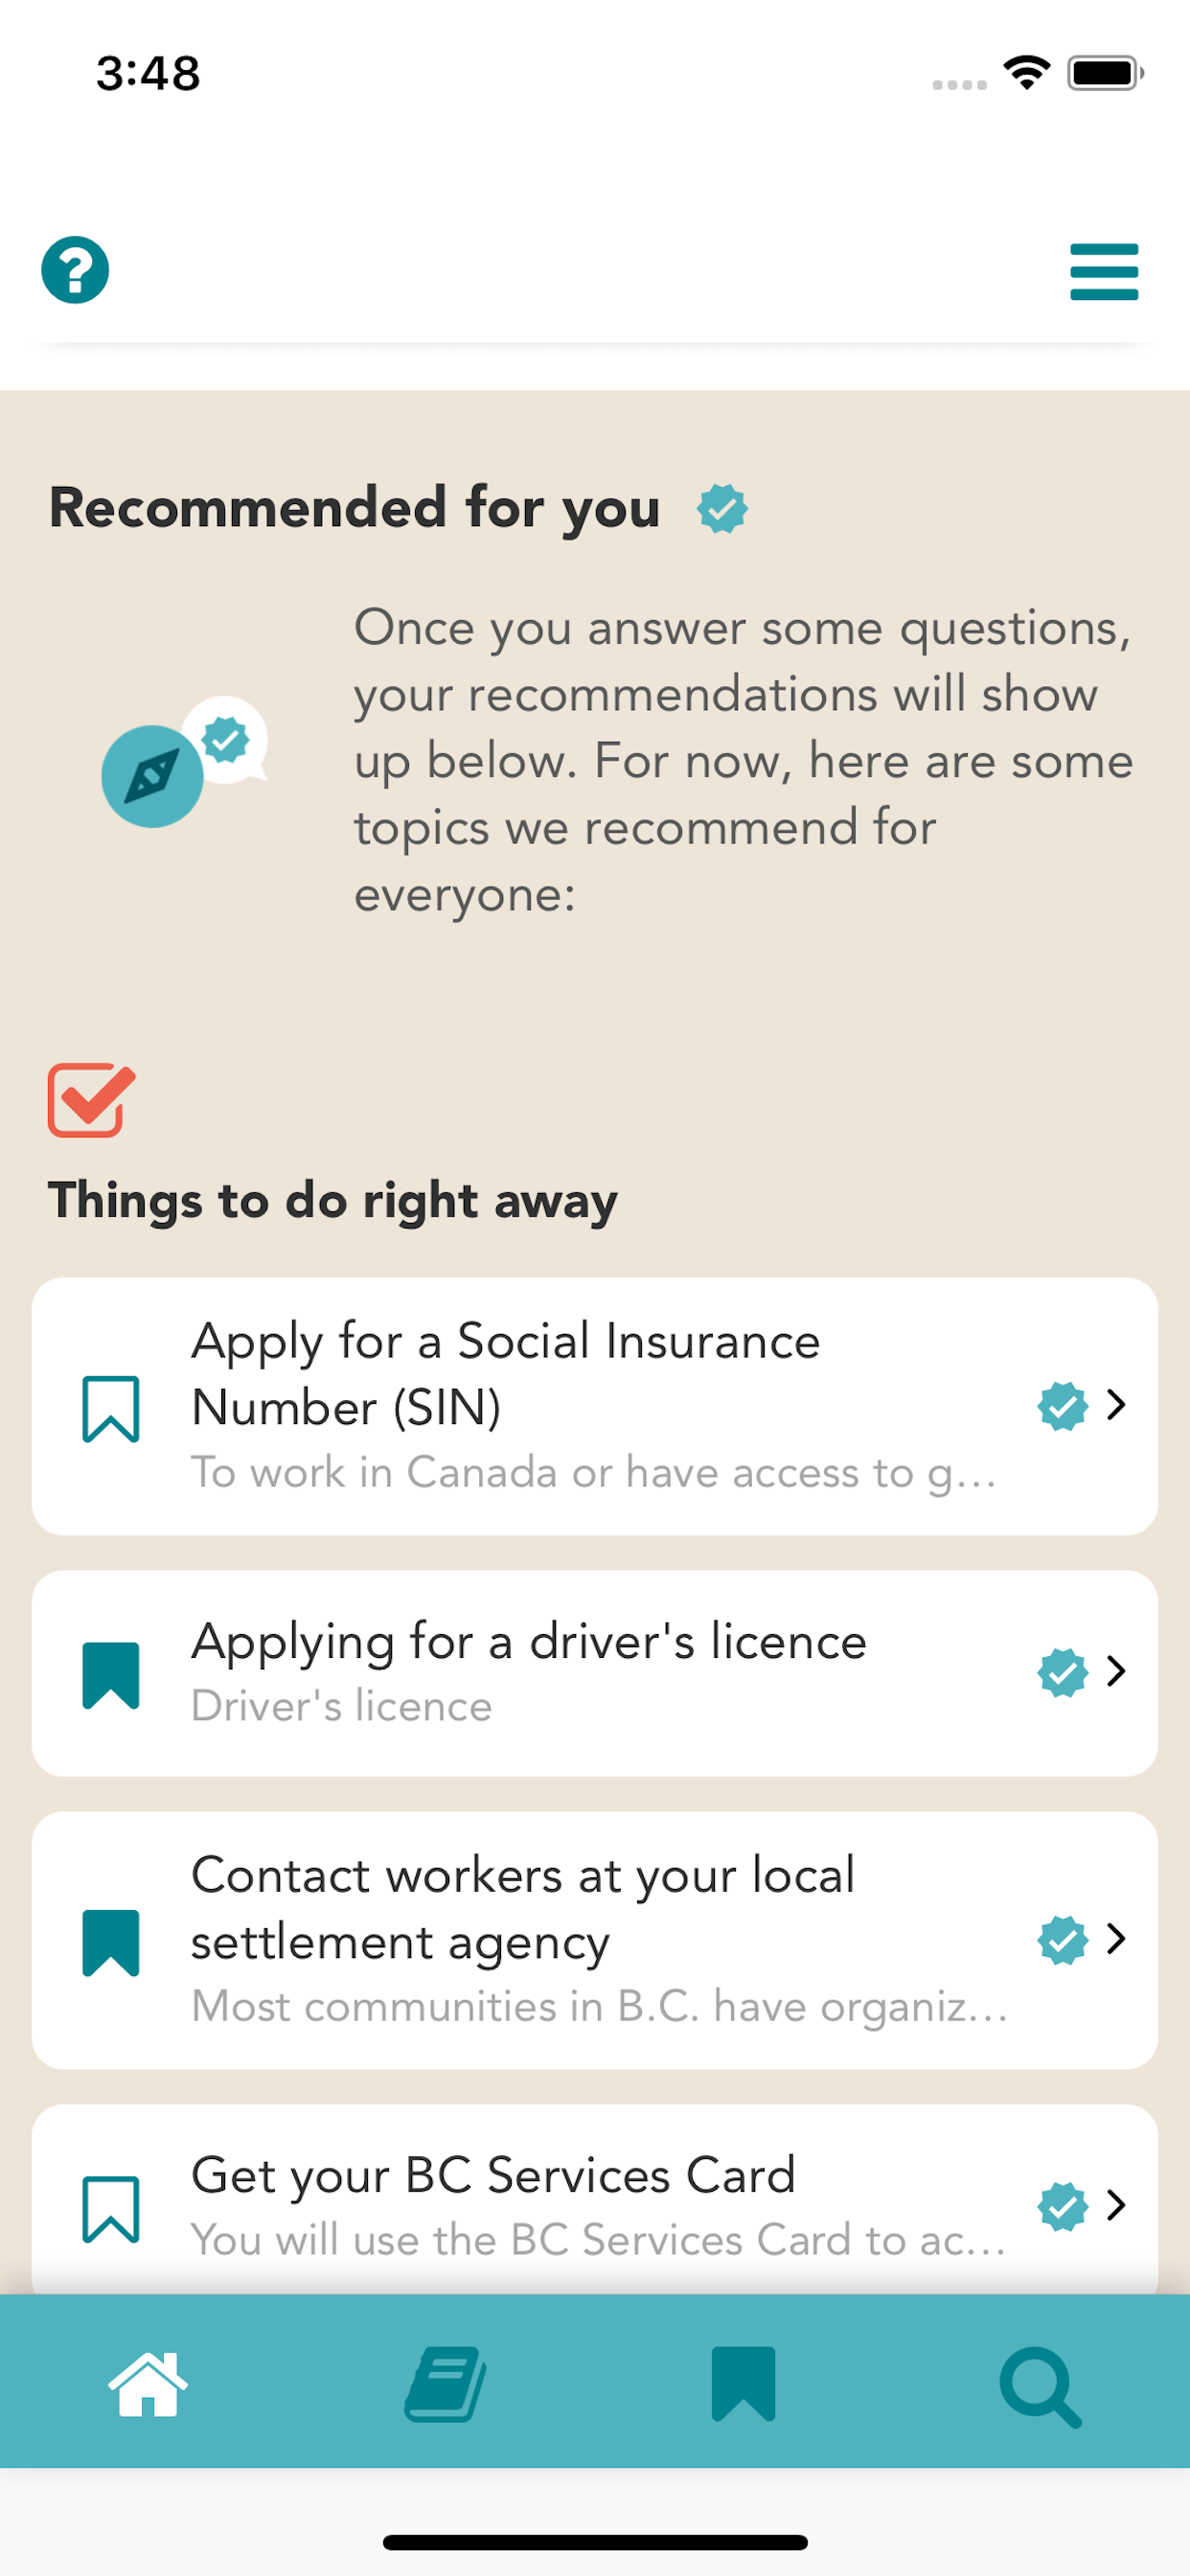 3:48
Recommended for you
Once you answer some questions,
your recommendations will show
up below. For now, here are some
topics we recommend for
everyone:
Things to do right away
Apply for a Social Insurance
Number (SIN)
To work in Canada or have access to g...
Applying for a driver's licence
Driver's licence
Contact workers at your local
settlement agency
Most communities in B.C. have organiz...
Get your BC Services Card
You will use the BC Services Card to ac...